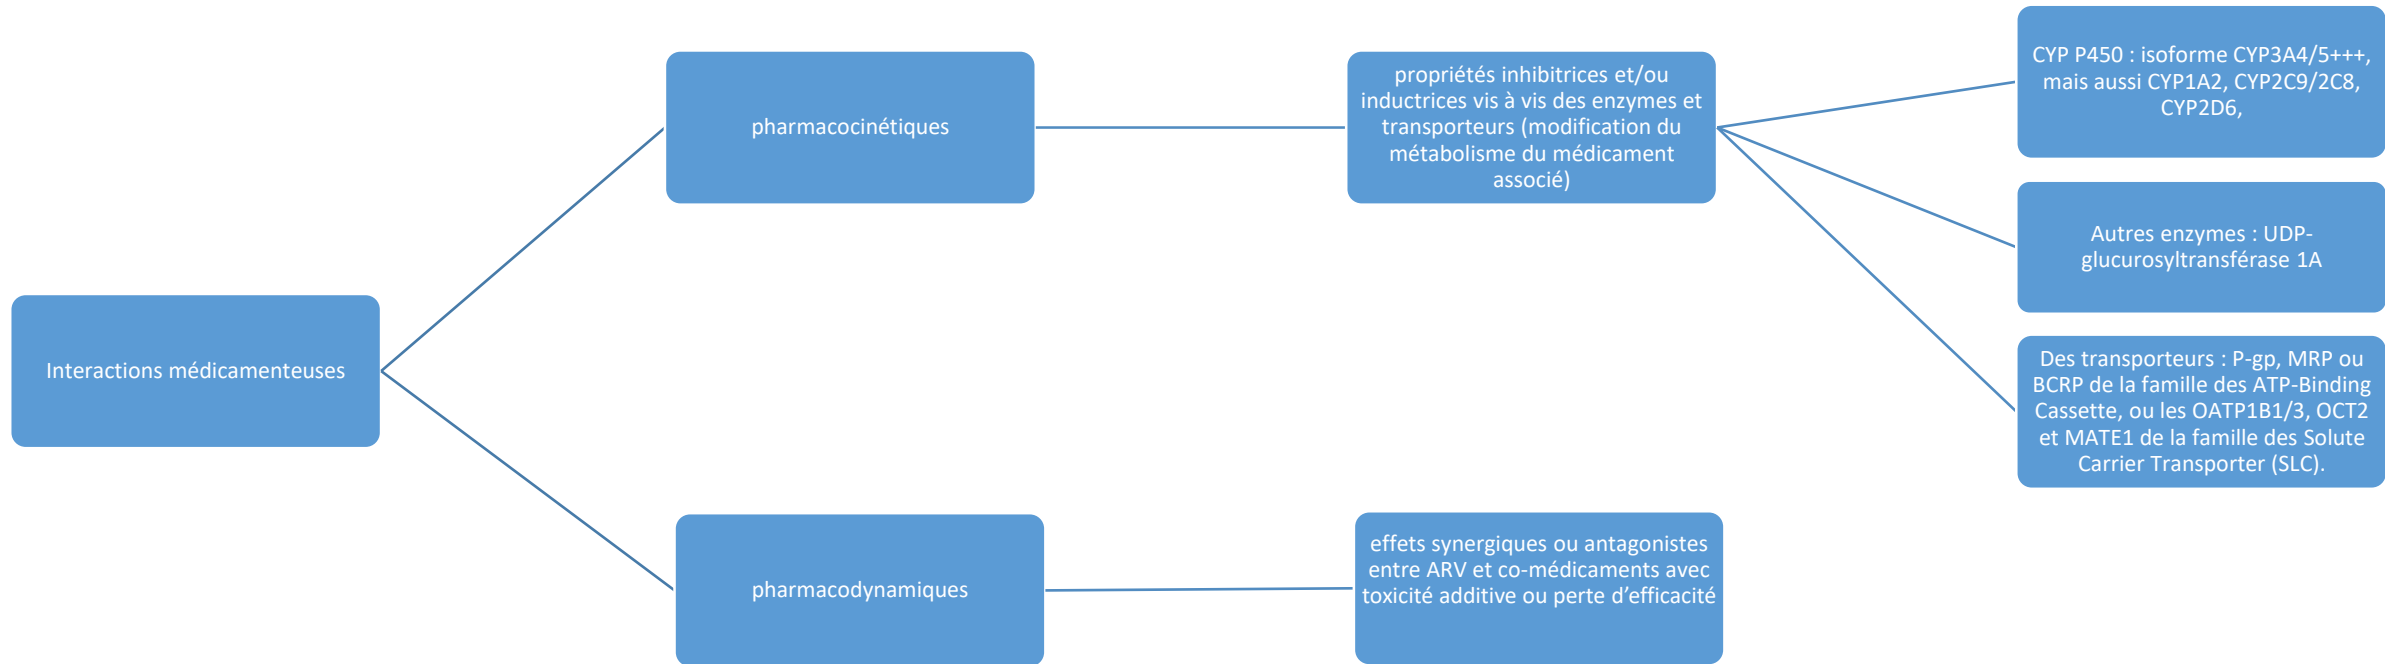 Interactions médicamenteuses
pharmacocinétiques
propriétés inhibitrices et/ou
inductrices vis à vis des enzymes et
transporteurs (modification du
métabolisme du médicament
associé)
CYP P450 : isoforme CYP3A4/5+++,
mais aussi CYP1A2, CYP2C9/2C8,
CYP2D6,
Autres enzymes : UDP-
glucurosyltransférase 1A
Des transporteurs : P-gp, MRP ou
BCRP de la famille des ATP-Binding
Cassette, ou les OATP1B1/3, OCT2
et MATE1 de la famille des Solute
Carrier Transporter (SLC).
pharmacodynamiques
effets synergiques ou antagonistes
entre ARV et co-médicaments avec
toxicité additive ou perte d’efficacité